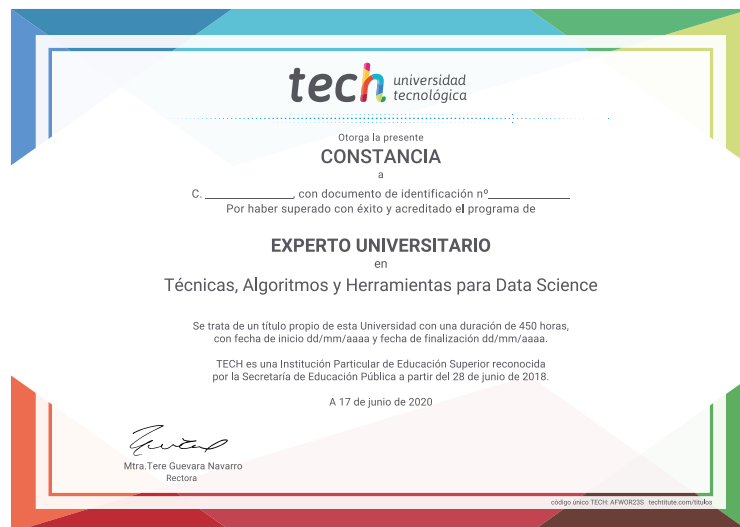 tech universidad
tecnológica
Otorga la presente
CONSTANCIA
a
C. ________________, con documento de identificación nº______________
Por haber superado con éxito y acreditado el programa de
EXPERTO UNIVERSITARIO
en
Técnicas, Algoritmos y Herramientas para Data Science
Se trata de un título propio de esta Universidad con una duración de 450 horas,
con fecha de inicio dd/mm/aaaa y fecha de finalización dd/mm/aaaa.
TECH es una Institución Particular de Educación Superior reconocida
por la Secretaría de Educación Pública a partir del 28 de junio de 2018.
A 17 de junio de 2020
Mtra.Tere Guevara Navarro
Rectora
código único TECH: AFWOR23S techtitute.com/titulos